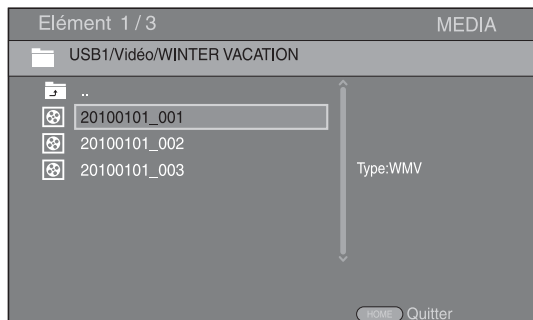 Elément 1 / 3 MEDIA
USB1/Vidéo/WINTER VACATION
..
20100101_001
20100101_002
20100101_003
Type:WMV
HOME Quitter